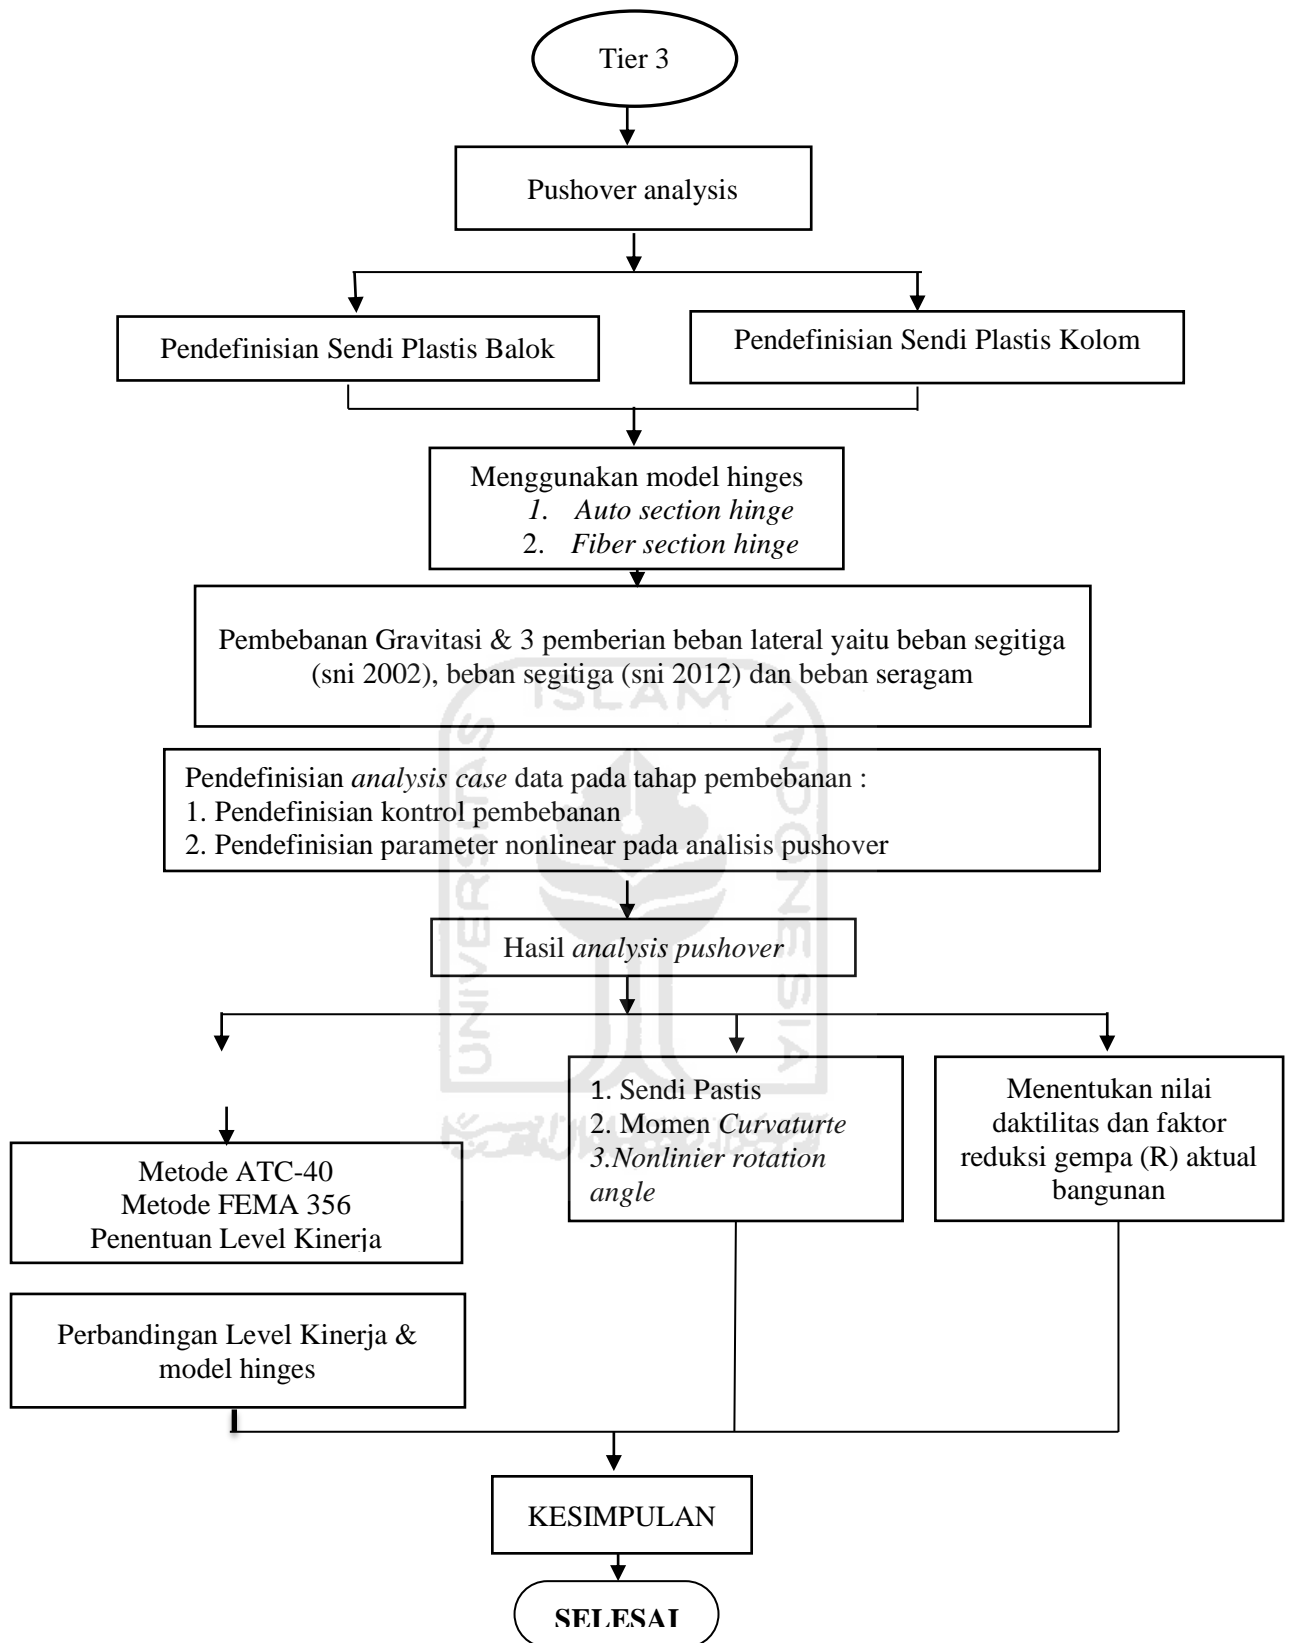 Tier 3
Pushover analysis
Pendefinisian Sendi Plastis Balok
Pendefinisian Sendi Plastis Kolom
Menggunakan model hinges
1. Auto section hinge
2. Fiber section hinge
Pembebanan Gravitasi & 3 pemberian beban lateral yaitu beban segitiga
(sni 2002), beban segitiga (sni 2012) dan beban seragam
Pendefinisian analysis case data pada tahap pembebanan :
1. Pendefinisian kontrol pembebanan
2. Pendefinisian parameter nonlinear pada analisis pushover
Hasil analysis pushover
Metode ATC-40
Metode FEMA 356
Penentuan Level Kinerja
1. Sendi Pastis
2. Momen Curvaturte
3.Nonlinier rotation
angle
Menentukan nilai
daktilitas dan faktor
reduksi gempa (R) aktual
bangunan
Perbandingan Level Kinerja &
model hinges
KESIMPULAN
SELESAI
ISLAM
UNIVERSITAS
INDONESIA